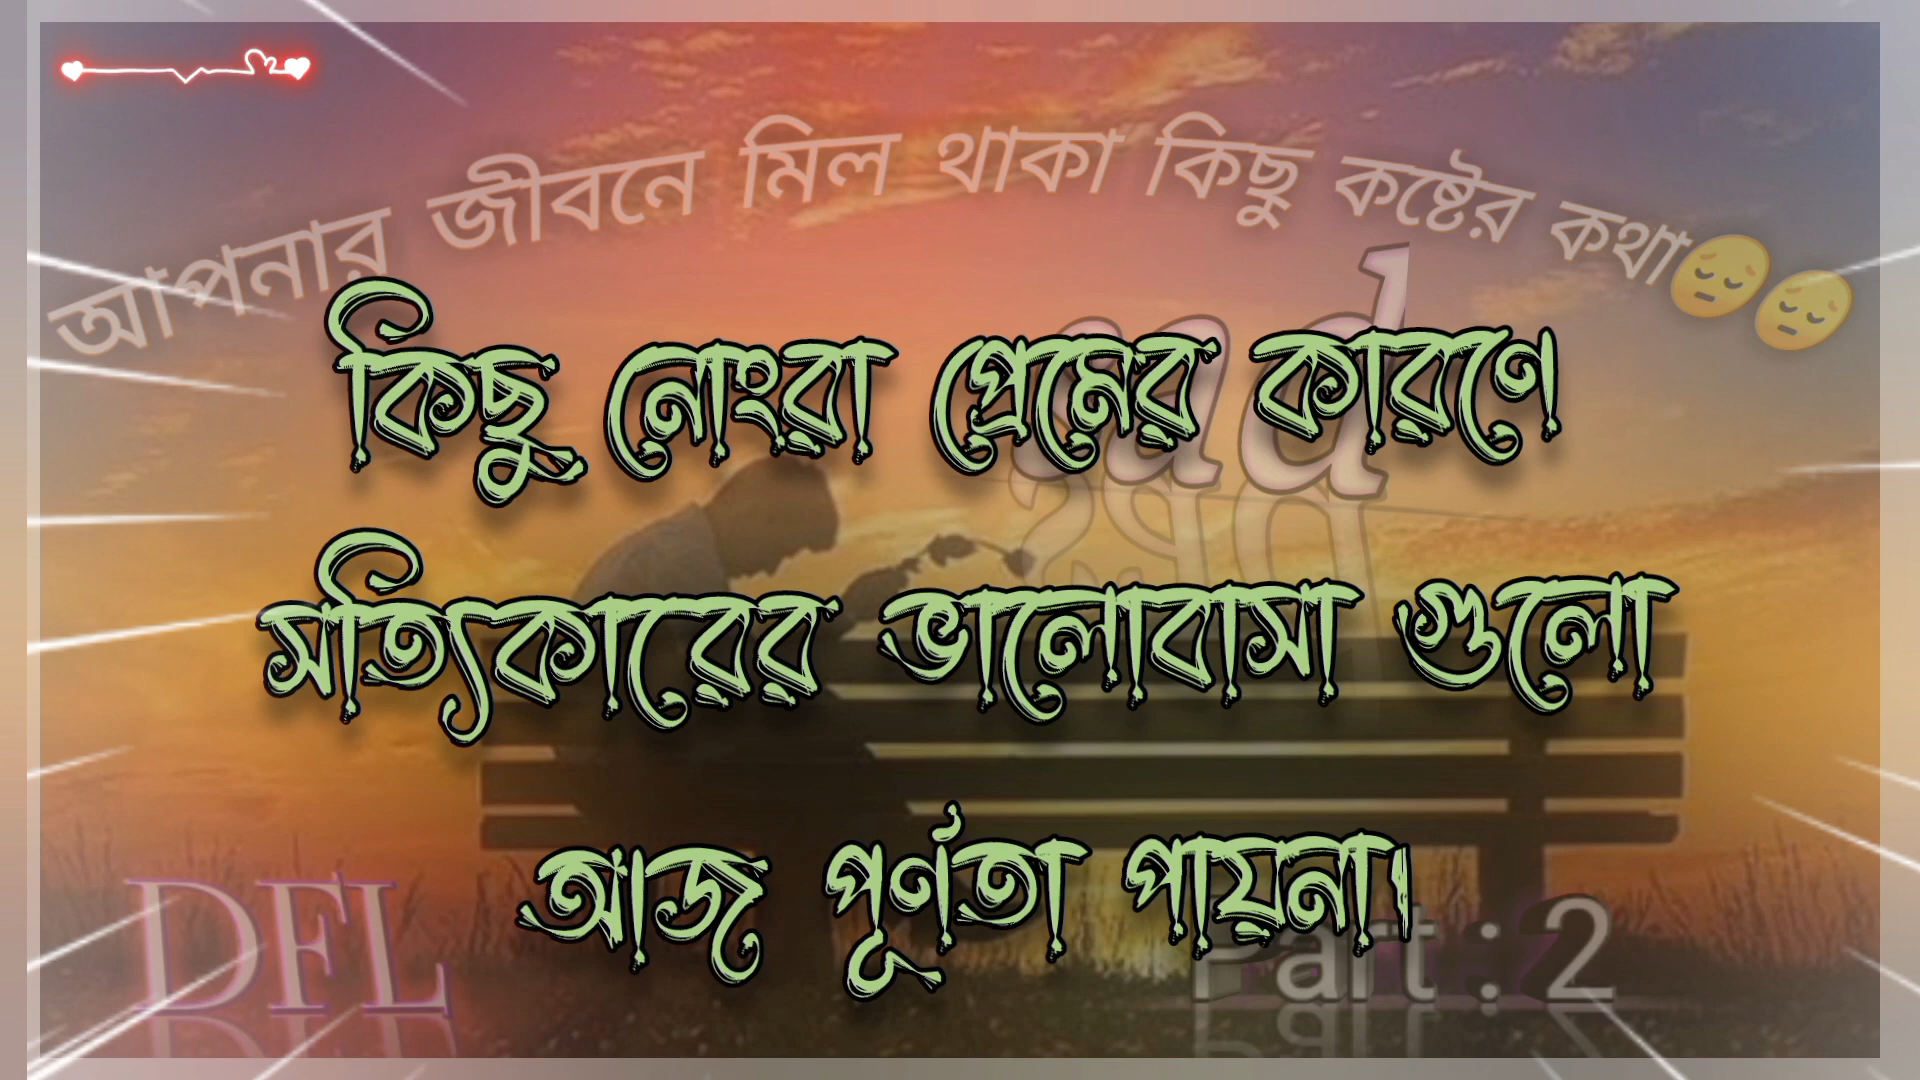 আপনার জীবনে মিল থাকা কিছু কষ্টের কথা😔😔
কিছু নোংরা প্রেমের কারণে
সত্যিকারের ভালোবাসা গুলো
আজ পূর্ণতা পায়না।
DFL
Part : 2